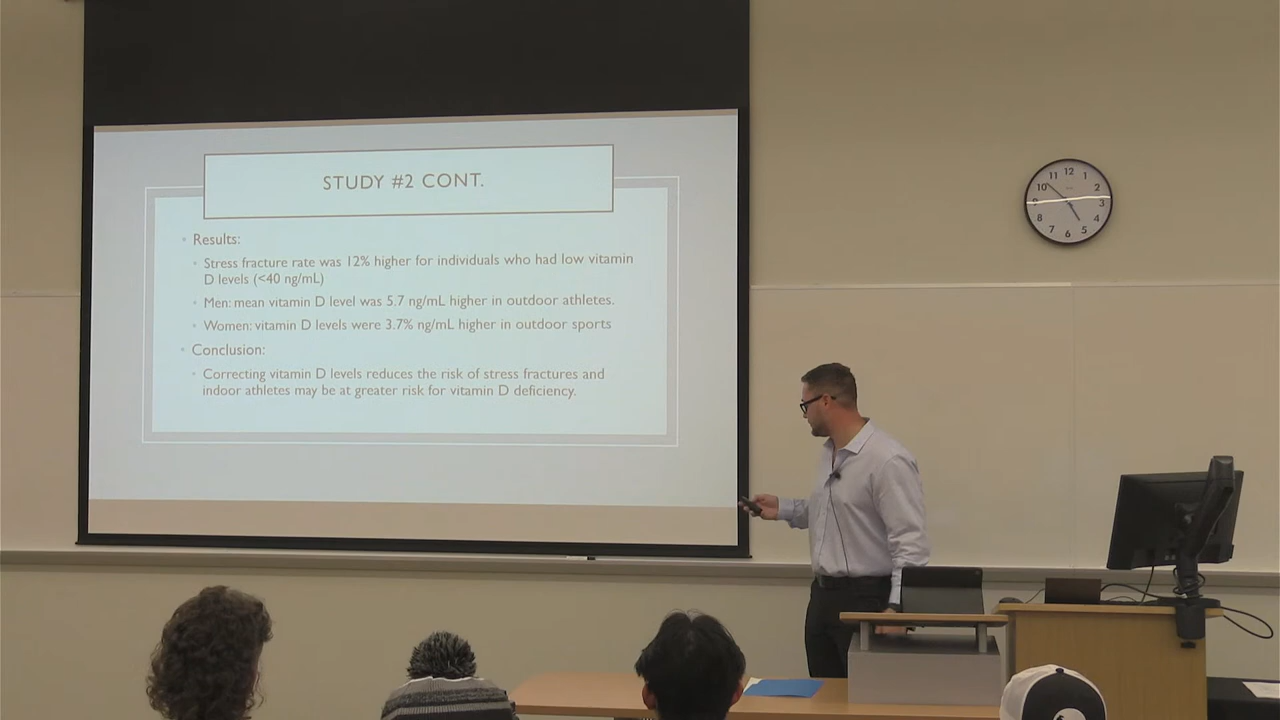 STUDY #2 CONT.
Results:
Stress fracture rate was 12% higher for individuals who had low vitamin
D levels (<40 ng/mL)
Men: mean vitamin D level was 5.7 ng/mL higher in outdoor athletes.
Women: vitamin D levels were 3.7% ng/mL higher in outdoor sports
Conclusion:
Correcting vitamin D levels reduces the risk of stress fractures and
indoor athletes may be at greater risk for vitamin D deficiency.
12
1
2
3
4
5
6
7
8
9
10
11